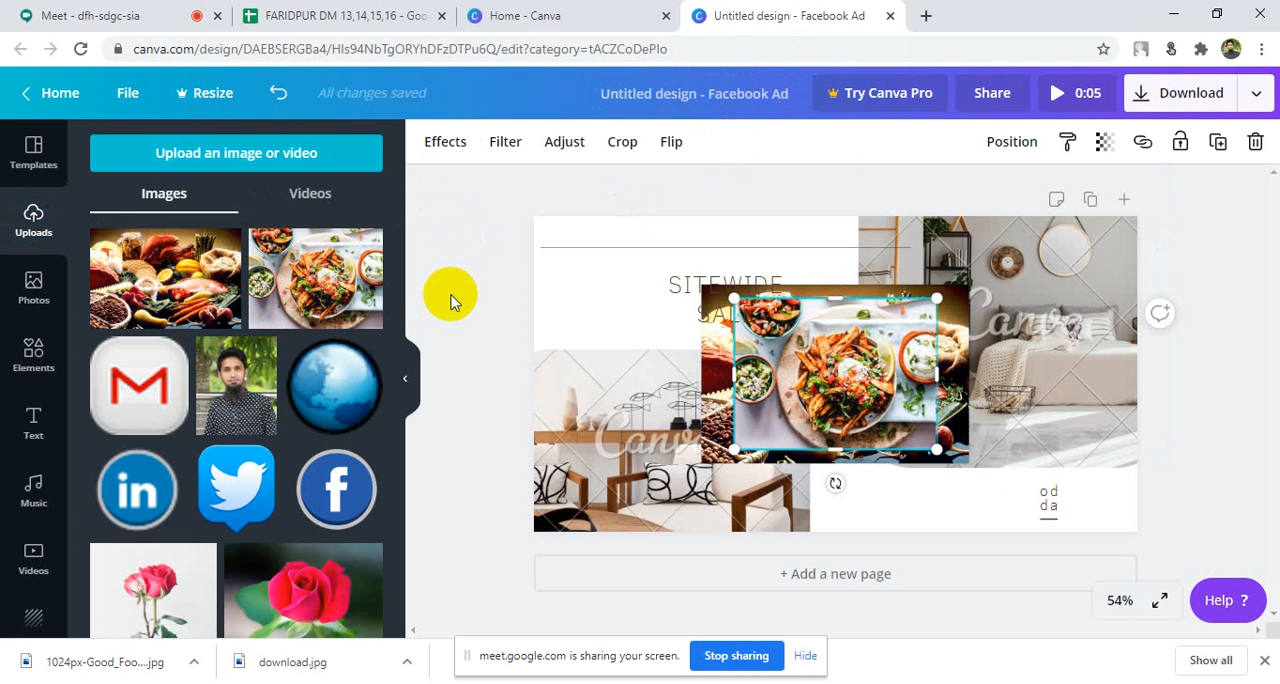 Meet - dfh-sdgc-sia
FARIDPUR DM 13,14,15,16 - Goo
Home - Canva
Untitled design - Facebook Ad
canva.com/design/DAEBSERGBa4/HIs94NbTgORYhDFzDTPu6Q/edit?category=tACZCoDePIo
Home
File
Resize
All changes saved
Untitled design - Facebook Ad
Try Canva Pro
Share
0:05
Download
Templates
Uploads
Photos
Elements
Text
Music
Videos
Upload an image or video
Images
Videos
Effects
Filter
Adjust
Crop
Flip
Position
SITEWIDE
SAL
Canva
Canva
od
da
in
f
+ Add a new page
54%
Help ?
1024px-Good_Foo....jpg
download.jpg
meet.google.com is sharing your screen.
Stop sharing
Hide
Show all